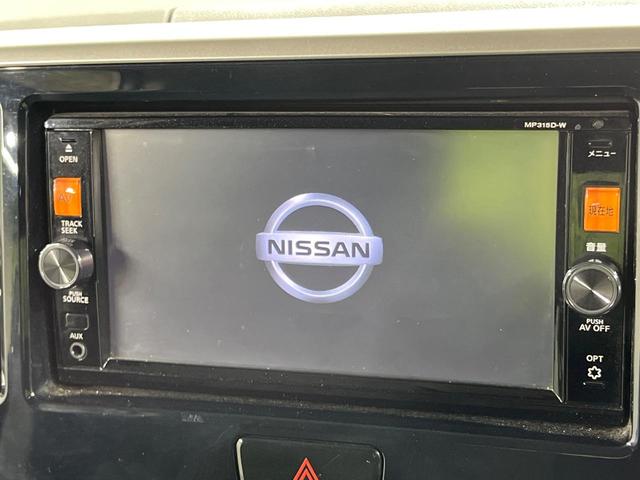 MP315D-W
OPEN
AV
TRACK
SEEK
PUSH
SOURCE
AUX
NISSAN
メニュー
現在地
音量
PUSH
AV OFF
OPT